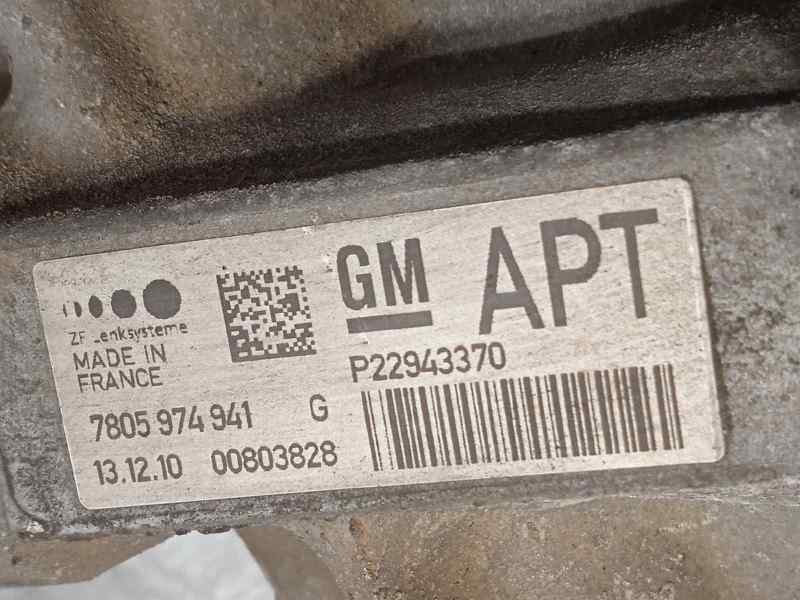 ZF Lenksysteme
MADE IN
FRANCE
7805 974 941 G
13.12.10 00803828
GM APT
P22943370